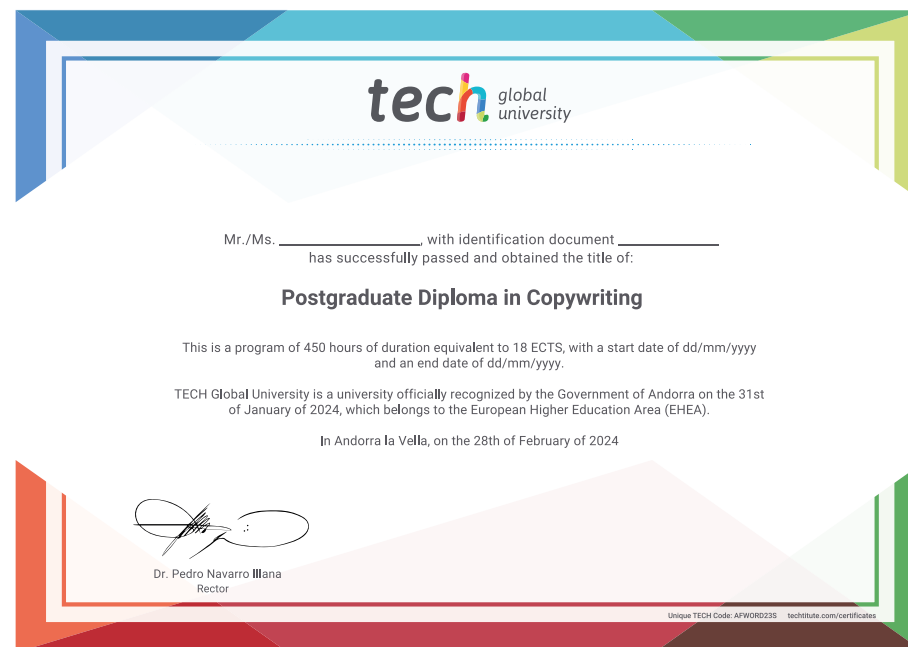 tech global
university
Mr./Ms. ____________, with identification document ____________
has successfully passed and obtained the title of:
Postgraduate Diploma in Copywriting
This is a program of 450 hours of duration equivalent to 18 ECTS, with a start date of dd/mm/yyyy
and an end date of dd/mm/yyyy.
TECH Global University is a university officially recognized by the Government of Andorra on the 31st
of January of 2024, which belongs to the European Higher Education Area (EHEA).
In Andorra la Vella, on the 28th of February of 2024
Dr. Pedro Navarro Illana
Rector
Unique TECH Code: AFWORD23S techtitute.com/certificates